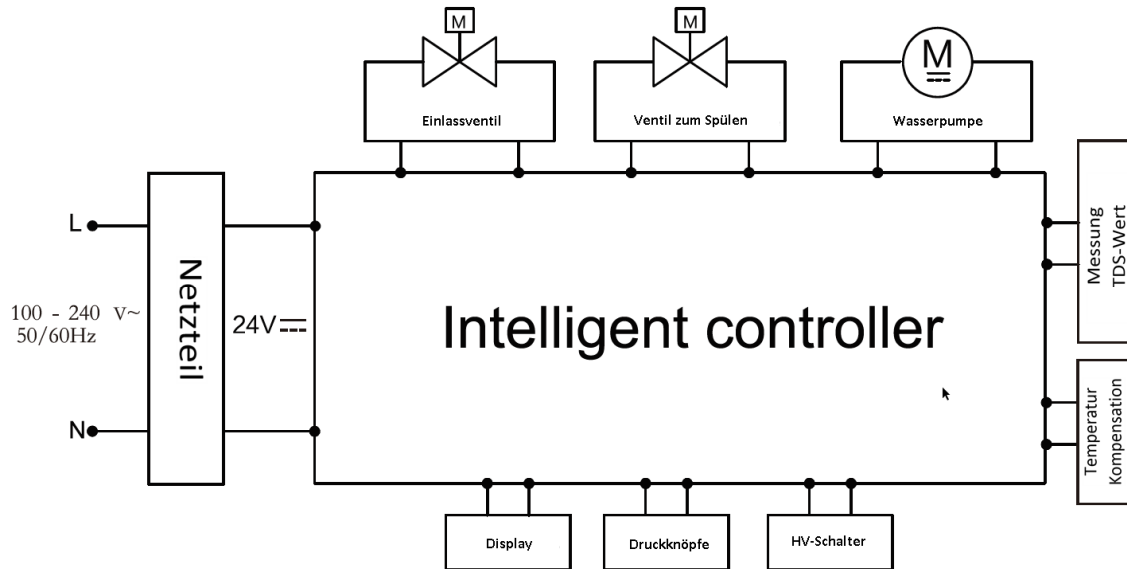 M
M
M
Einlassventil
Ventil zum Spülen
Wasserpumpe
L
100 - 240 V~
50/60Hz
N
Netzteil
24V
Intelligent controller
Messung
TDS-Wert
Temperatur
Kompensation
Display
Druckknöpfe
HV-Schalter